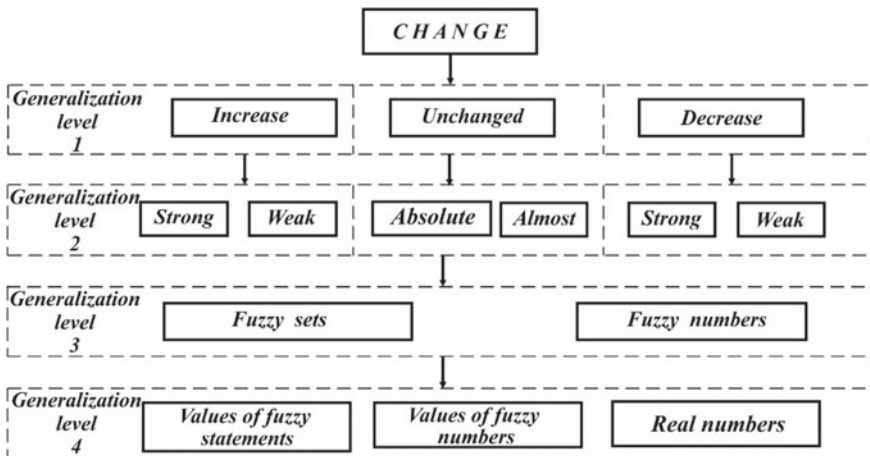 CHANGE
Generalization
level
1
Increase
Unchanged
Decrease
Generalization
level
2
Strong
Weak
Absolute
Almost
Strong
Weak
Generalization
level
3
Fuzzy sets
Fuzzy numbers
Generalization
level
4
Values of fuzzy
statements
Values of fuzzy
numbers
Real numbers